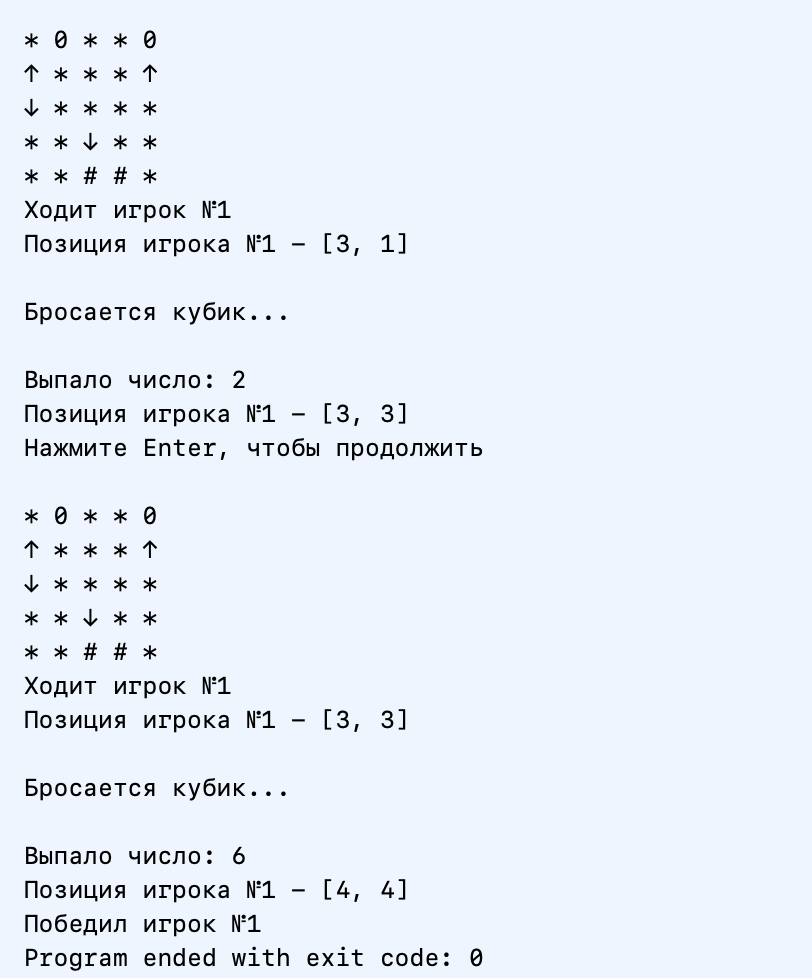 * 0 * * 0
↑ * * * ↑
↓ * * * *
* * ↓ * *
* * # # *
Ходит игрок №1
Позиция игрока №1 – [3, 1]
Бросается кубик...
Выпало число: 2
Позиция игрока №1 – [3, 3]
Нажмите Enter, чтобы продолжить
* 0 * * 0
↑ * * * ↑
↓ * * * *
* * ↓ * *
* * # # *
Ходит игрок №1
Позиция игрока №1 – [3, 3]
Бросается кубик...
Выпало число: 6
Позиция игрока №1 – [4, 4]
Победил игрок №1
Program ended with exit code: 0